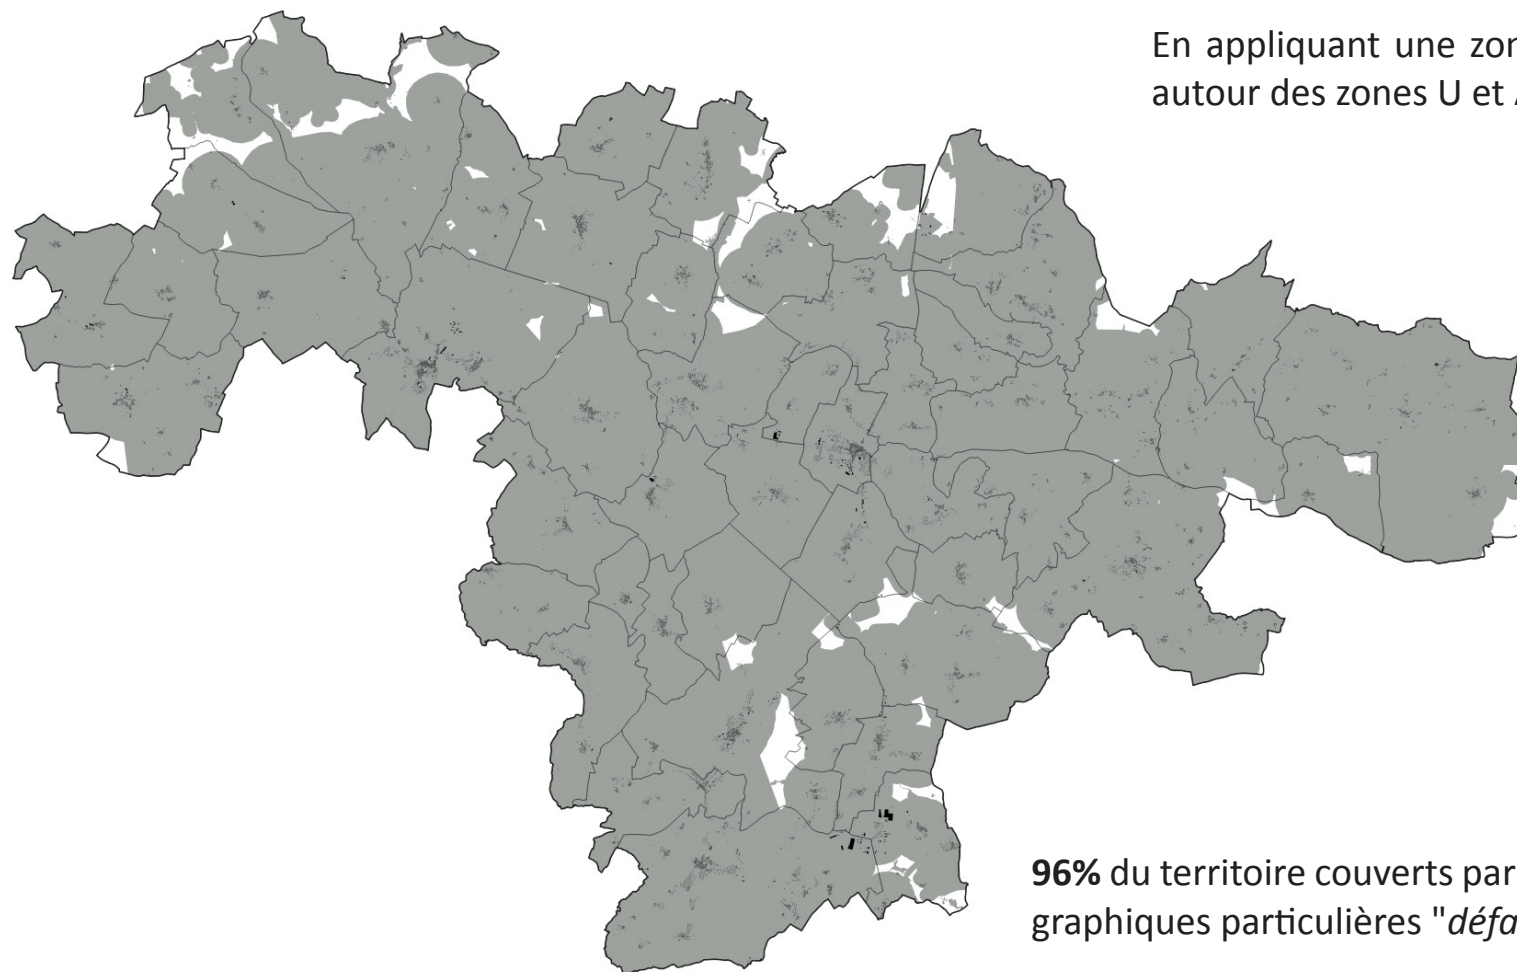 En appliquant une zon
autour des zones U et A
96% du territoire couverts par
graphiques particulières "défa